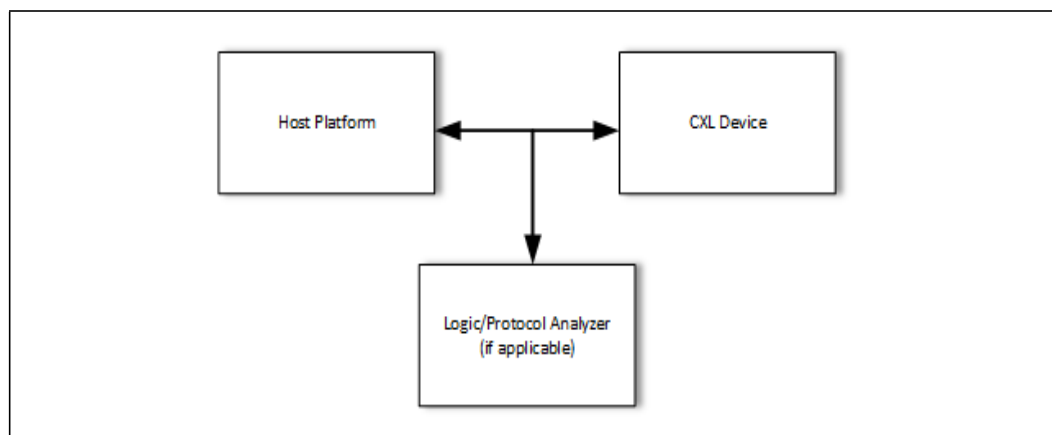 Host Platform
CXL Device
Logic/Protocol Analyzer
(if applicable)